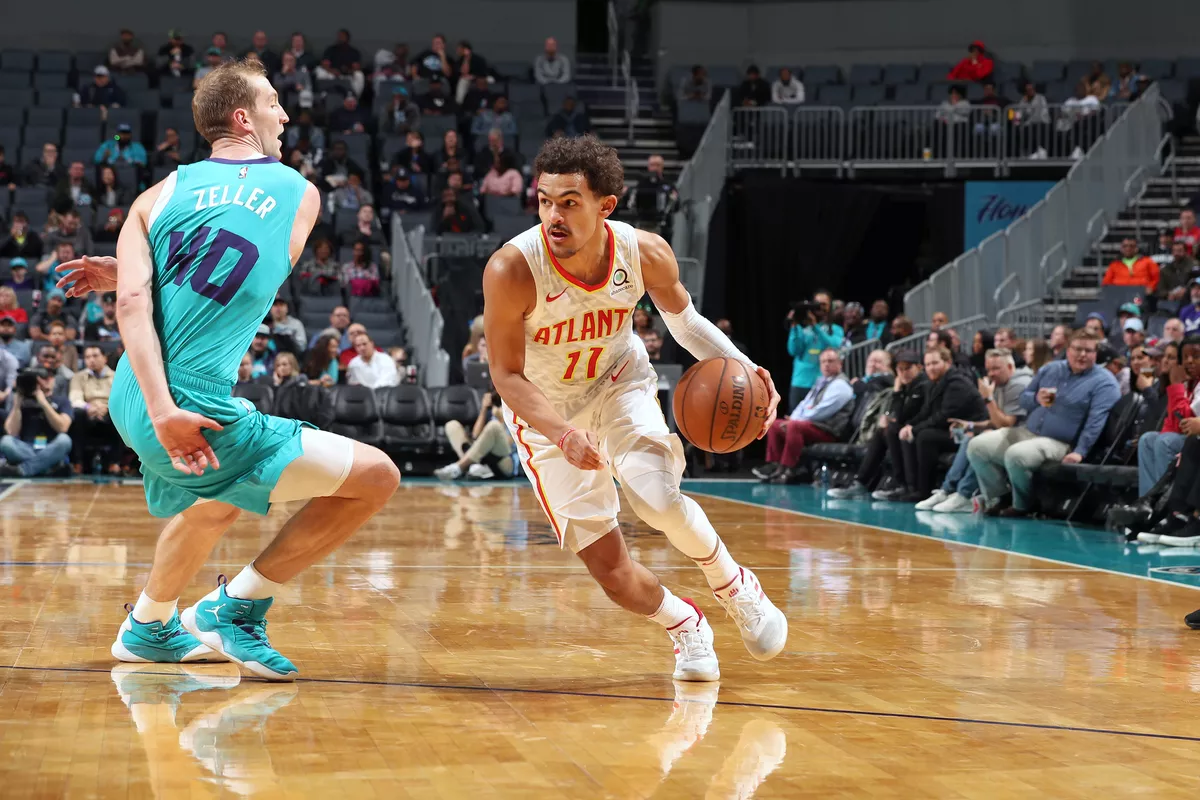 ZELLER
40
ATLANTA
11
SPALDING